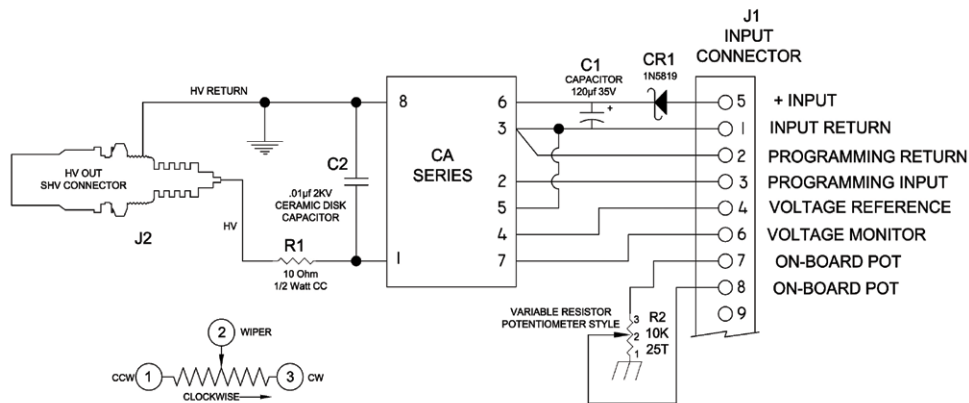 J1
INPUT
CONNECTOR
C1
CAPACITOR
120µf 35V
+
CR1
1N5819
HV RETURN
8
6
5
+ INPUT
3
1
INPUT RETURN
2
PROGRAMMING RETURN
CA
SERIES
HV OUT
SHV CONNECTOR
C2
.01µf 2KV
CERAMIC DISK
CAPACITOR
2
3
PROGRAMMING INPUT
5
4
VOLTAGE REFERENCE
4
6
VOLTAGE MONITOR
J2
HV
R1
10 Ohm
1/2 Watt CC
1
7
7
ON-BOARD POT
8
ON-BOARD POT
9
VARIABLE RESISTOR
POTENTIOMETER STYLE
3
2
1
R2
10K
25T
2
WIPER
CCW
1
3
CW
CLOCKWISE